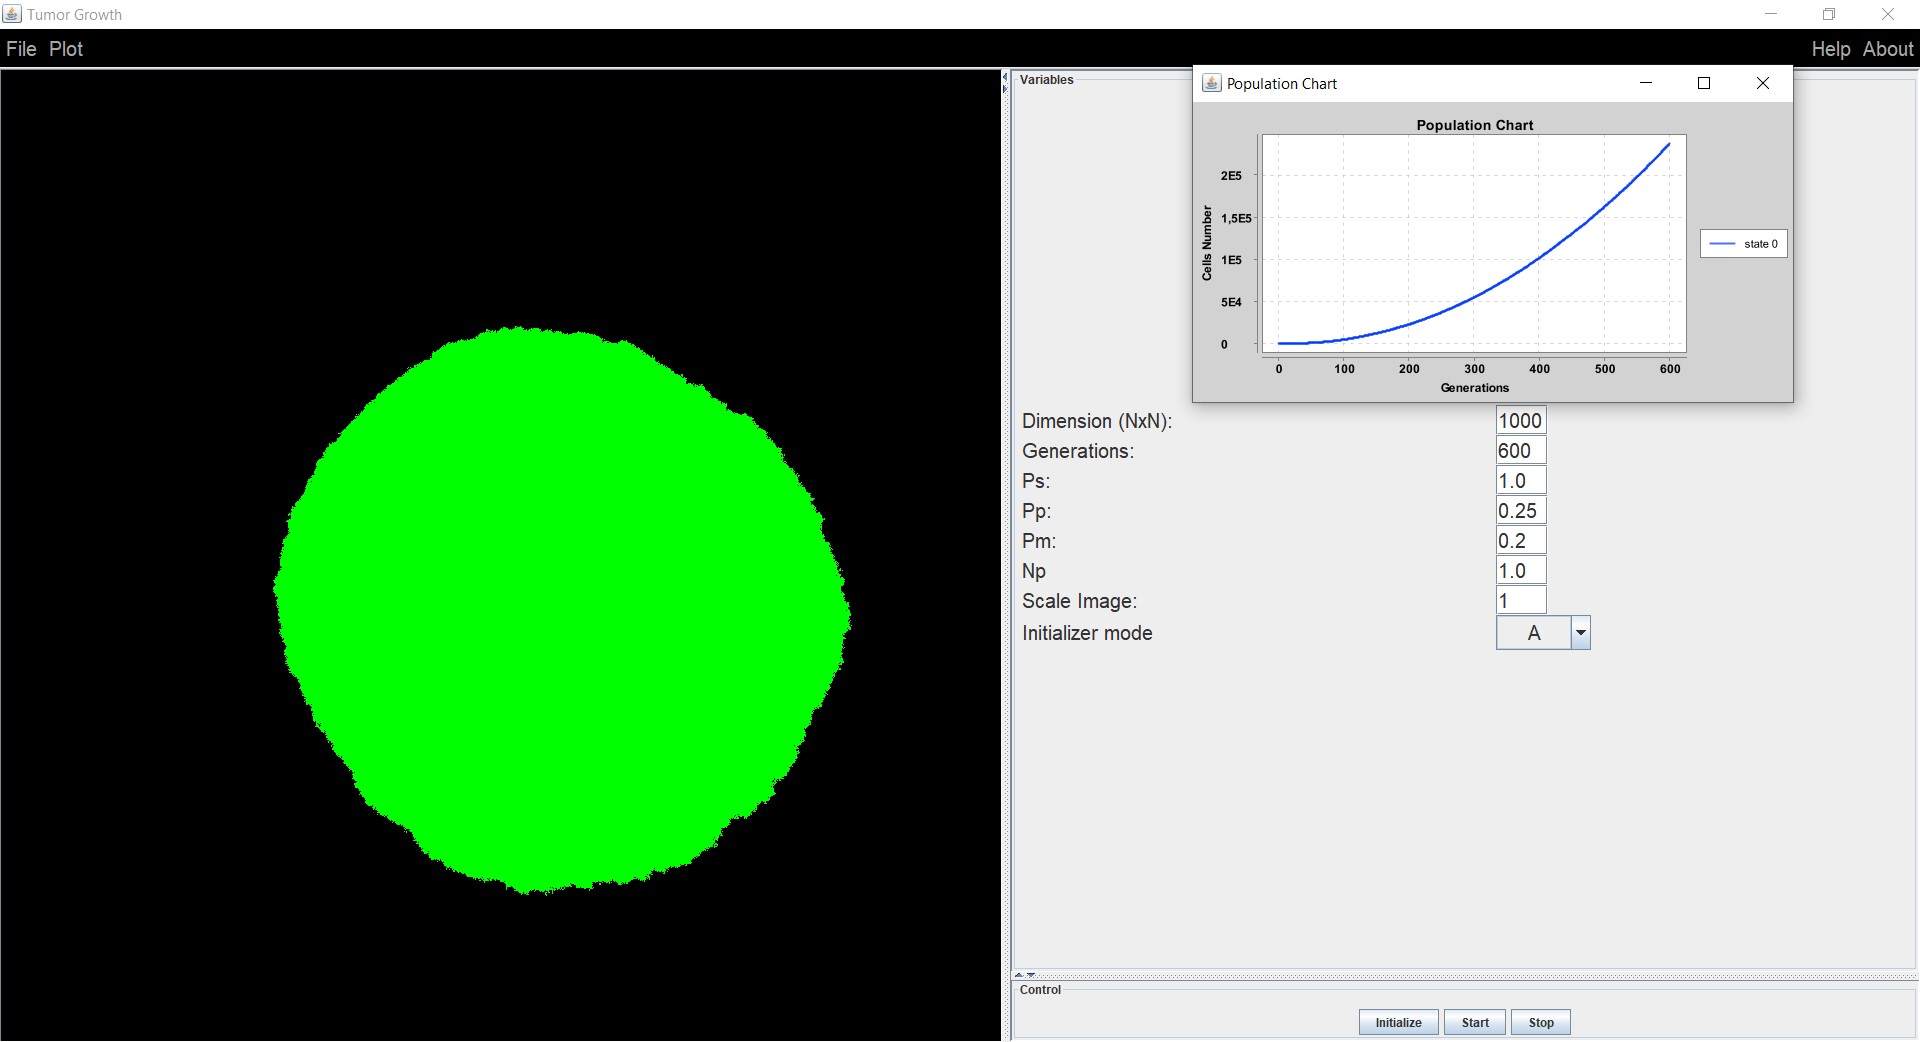 Tumor Growth
File Plot Help About
Variables
Population Chart
Population Chart
Cells Number
2E5
1,5E5
1E5
5E4
0
0 100 200 300 400 500 600
Generations
state 0
Dimension (NxN): 1000
Generations: 600
Ps: 1.0
Pp: 0.25
Pm: 0.2
Np 1.0
Scale Image: 1
Initializer mode A
Control
Initialize Start Stop